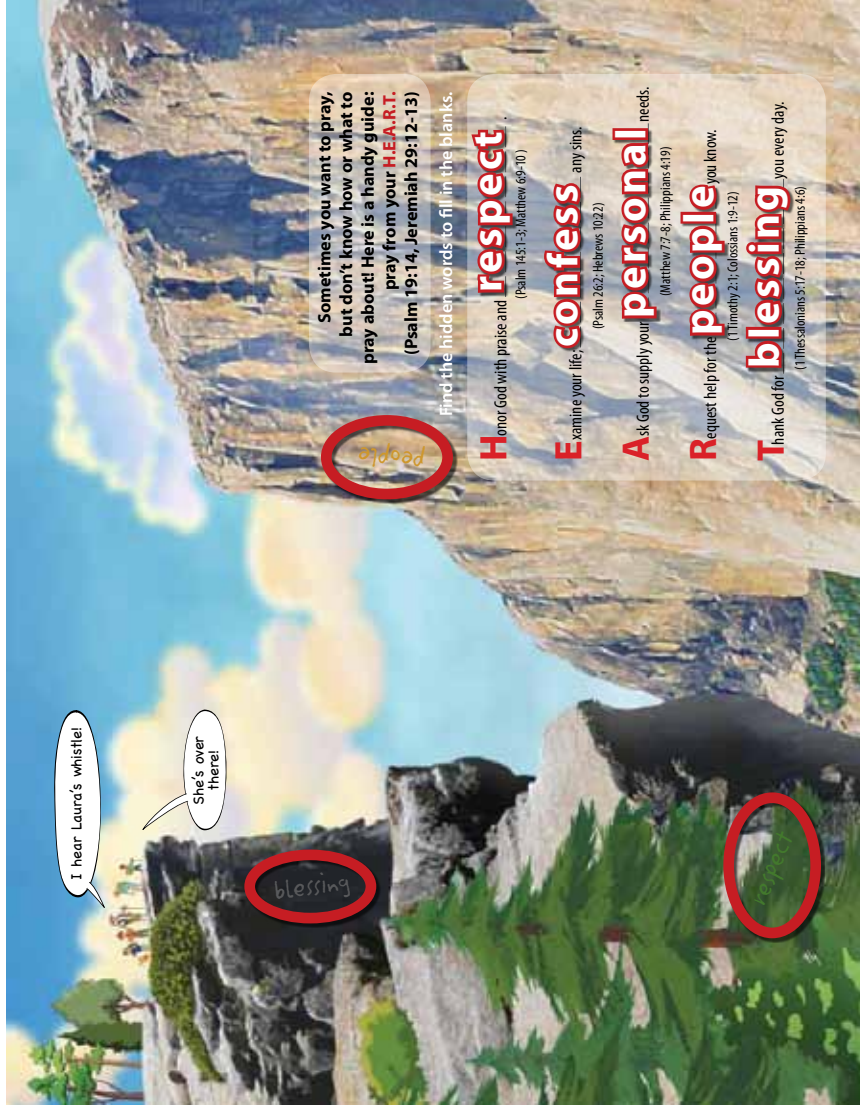 I hear Laura's whistle!
She's over
there!
Sometimes you want to pray,
but don't know how or what to
pray about! Here is a handy guide:
pray from your H.E.A.R.T.
(Psalm 19:14, Jeremiah 29:12-13)
Find the hidden words to fill in the blanks.
Honor God with praise and respect.
(Psalm 145:1-3; Matthew 6:9-10)
Examine your life; confess any sins.
(Psalm 26:2; Hebrews 10:22)
Ask God to supply your personal needs.
(Matthew 7:7-8; Philippians 4:19)
Request help for the people you know.
(1 Timothy 2:1; Colossians 1:9-12)
Thank God for blessing you every day.
(1 Thessalonians 5:17-18; Philippians 4:6)
people
blessing
respect